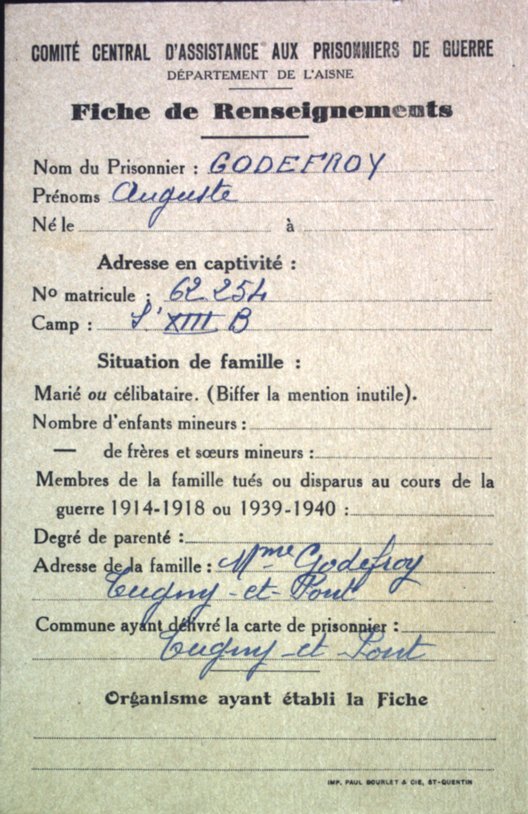 COMITÉ CENTRAL D'ASSISTANCE AUX PRISONNIERS DE GUERRE
DÉPARTEMENT DE L'AISNE
Fiche de Renseignements
Nom du Prisonnier : GODEFROY
Prénoms Auguste
Né le à
Adresse en captivité :
No matricule : 62.254
Camp : S' XIII B
Situation de famille :
Marié ou célibataire. (Biffer la mention inutile).
Nombre d'enfants mineurs :
— de frères et sœurs mineurs :
Membres de la famille tués ou disparus au cours de la
guerre 1914-1918 ou 1939-1940 :
Degré de parenté :
Adresse de la famille : Mme Godefroy
Tugny-et-Pont
Commune ayant délivré la carte de prisonnier :
Tugny-et Pont
Organisme ayant établi la Fiche
IMP. PAUL BOURLET & CIE, ST-QUENTIN